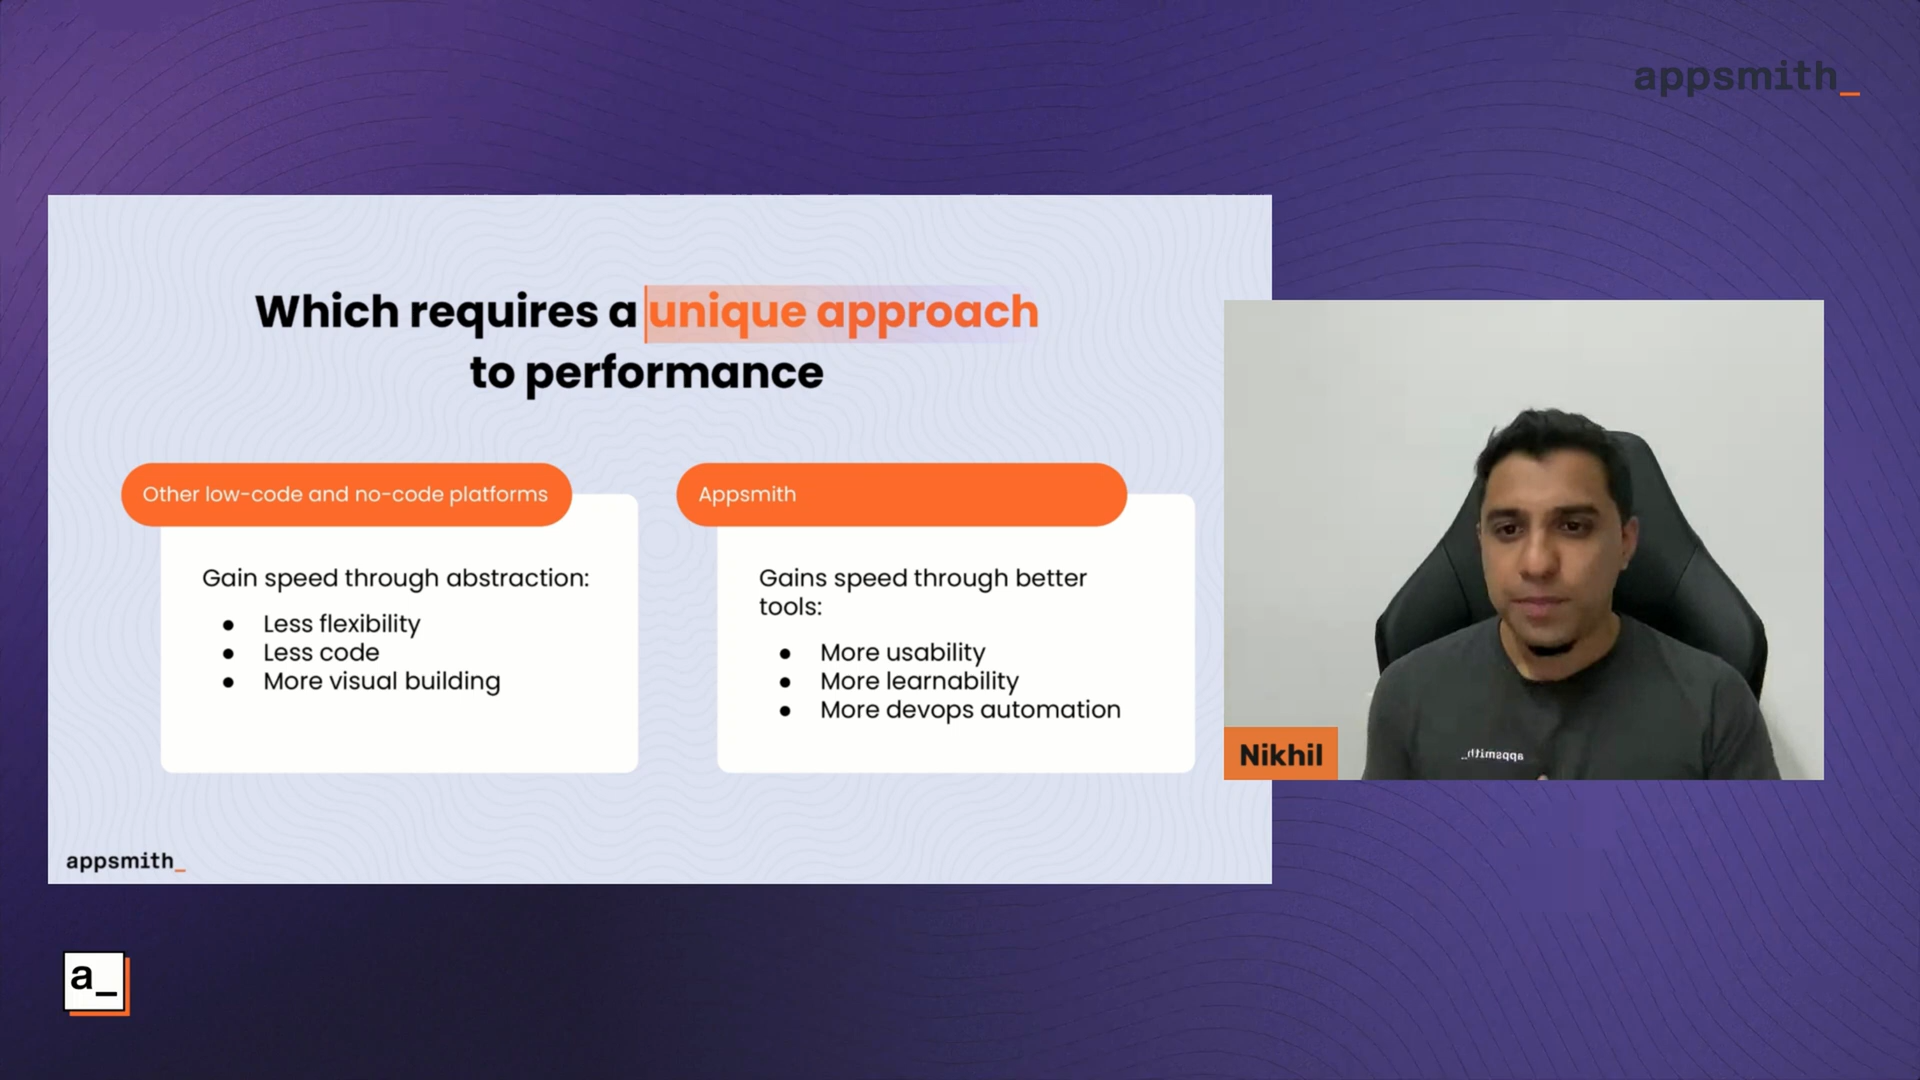 appsmith_
Which requires a unique approach
to performance
Other low-code and no-code platforms
Gain speed through abstraction:
● Less flexibility
● Less code
● More visual building
Appsmith
Gains speed through better
tools:
● More usability
● More learnability
● More devops automation
Nikhil
appsmith_
appsmith_
a_